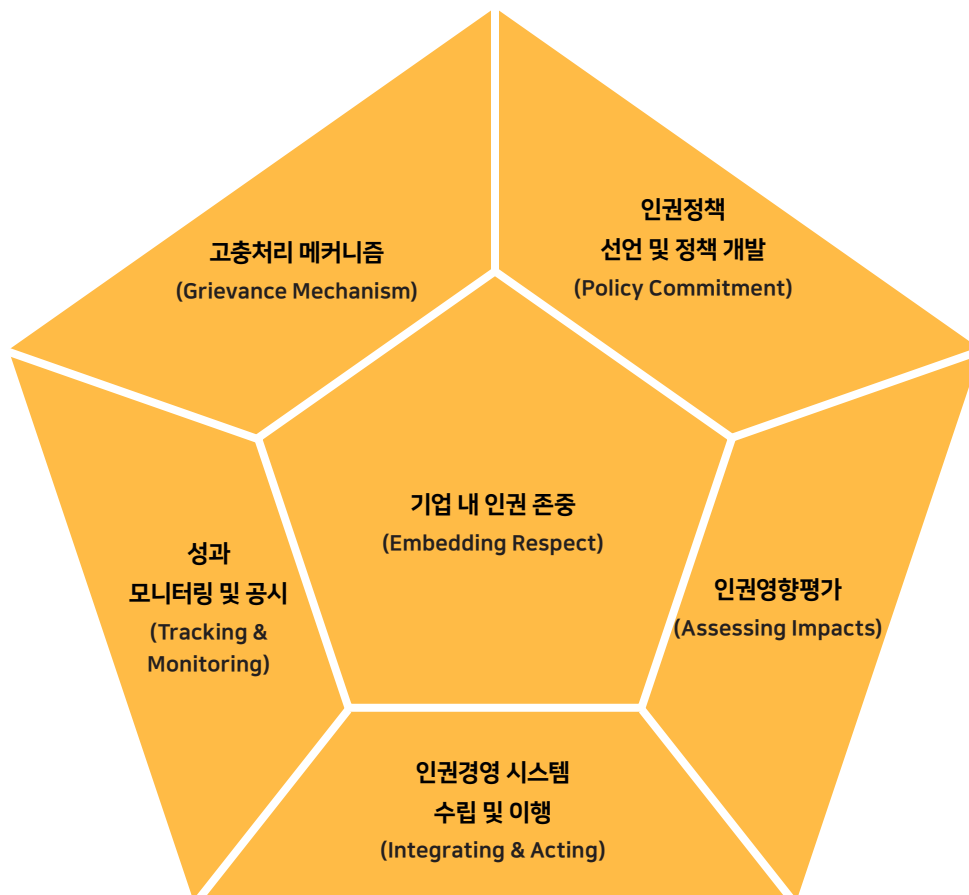 인권정책
선언 및 정책 개발
(Policy Commitment)
고충처리 메커니즘
(Grievance Mechanism)
기업 내 인권 존중
(Embedding Respect)
성과
모니터링 및 공시
(Tracking &
Monitoring)
인권영향평가
(Assessing Impacts)
인권경영 시스템
수립 및 이행
(Integrating & Acting)